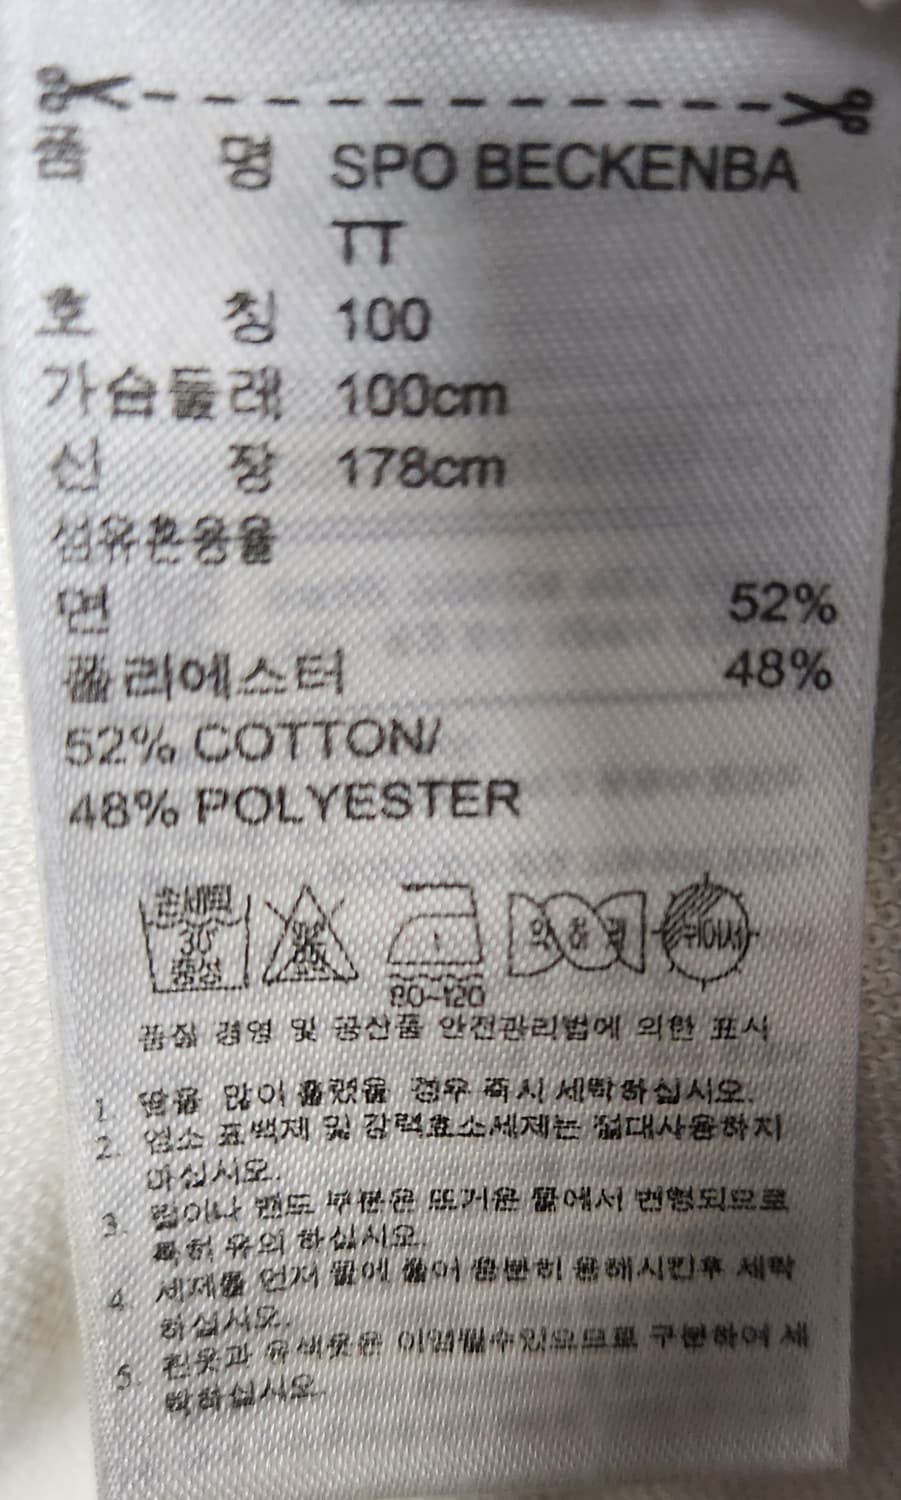 품 명 SPO BECKENBA
TT
호 칭 100
가슴둘레 100cm
신 장 178cm
섬유혼용율
면 52%
폴리에스터 48%
52% COTTON/
48% POLYESTER
손세탁
30°
중성
80~120
약하게
뉘어서
품질 경영 및 공산품 안전관리법에 의한 표시
1. 땀을 많이 흘렸을 경우 즉시 세탁하십시오.
2. 염소 표백제 및 강력효소세제는 절대사용하지
마십시오.
3. 깃이나 밴드 부분은 뜨거운 물에서 변형되므로
특히 유의 하십시오.
4. 세제를 먼저 물에 풀어 충분히 용해시킨후 세탁
하십시오.
5. 흰옷과 유색옷은 이염될수있으므로 구분하여 세
탁하십시오.